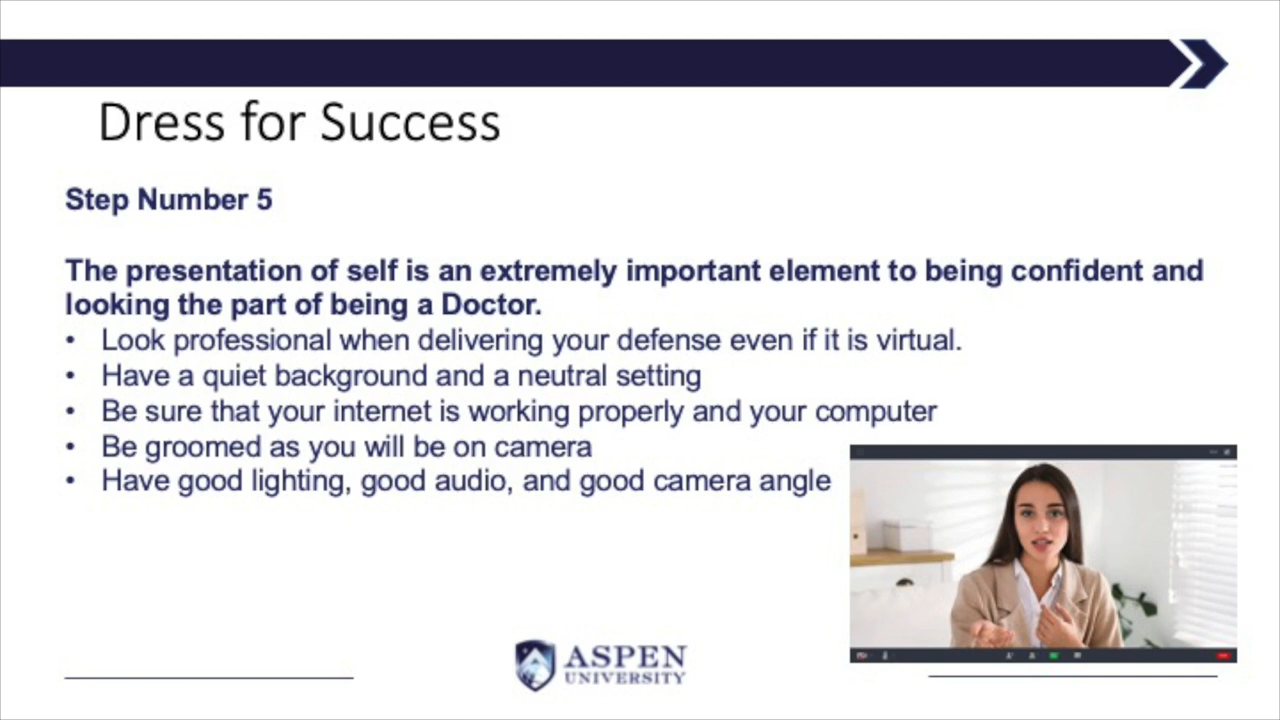 Dress for Success
Step Number 5
The presentation of self is an extremely important element to being confident and
looking the part of being a Doctor.
• Look professional when delivering your defense even if it is virtual.
• Have a quiet background and a neutral setting
• Be sure that your internet is working properly and your computer
• Be groomed as you will be on camera
• Have good lighting, good audio, and good camera angle
ASPEN
UNIVERSITY